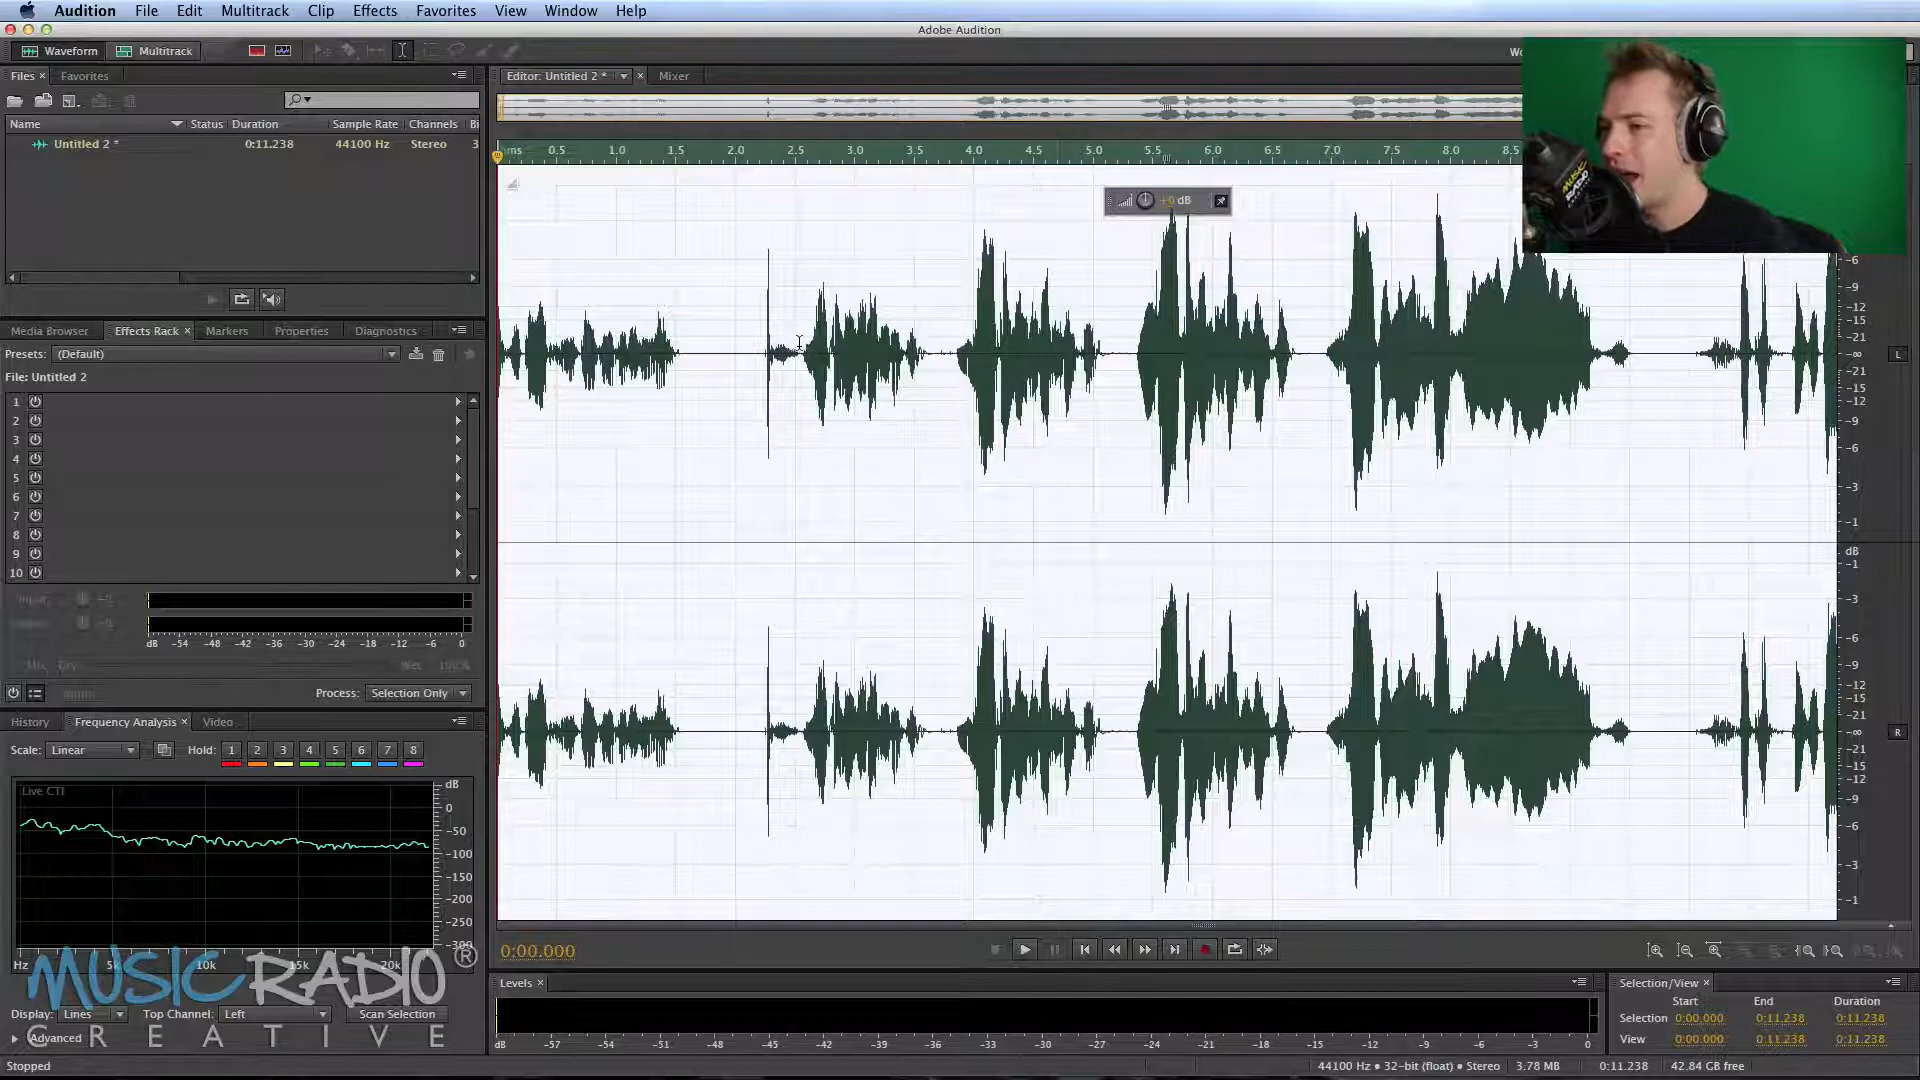 Audition File Edit Multitrack Clip Effects Favorites View Window Help
Adobe Audition
Waveform Multitrack
Files × Favorites
Editor: Untitled 2 * × Mixer
Name Status Duration Sample Rate Channels Bi
Untitled 2 * 0:11.238 44100 Hz Stereo 3
hms 0.5 1.0 1.5 2.0 2.5 3.0 3.5 4.0 4.5 5.0 5.5 6.0 6.5 7.0 7.5 8.0 8.5
+0 dB
MUSIC RADIO
Media Browser Effects Rack × Markers Properties Diagnostics
Presets: (Default)
File: Untitled 2
1
2
3
4
5
6
7
8
9
10
-6
-9
-12
-15
-21
-∞
-21
-15
-12
-9
-6
-3
-1
L
dB
-1
-3
-6
-9
-12
-15
-21
-∞
-21
-15
-12
-9
-6
-3
-1
R
dB -54 -48 -42 -36 -30 -24 -18 -12 -6 0
Mix Dry Wet 100%
Process: Selection Only
History Frequency Analysis × Video
Scale: Linear Hold: 1 2 3 4 5 6 7 8
Live CTI
dB
0
-50
-100
-150
-200
-250
-300
Hz 5k 10k 15k 20k
MUSIC RADIO ®
CREATIVE
Display: Lines Top Channel: Left Scan Selection
Advanced
0:00.000
Levels ×
dB -57 -54 -51 -48 -45 -42 -39 -36 -33 -30 -27 -24 -21 -18 -15 -12 -9 -6 -3 0
Selection/View ×
Start End Duration
Selection 0:00.000 0:11.238 0:11.238
View 0:00.000 0:11.238 0:11.238
Stopped
44100 Hz • 32-bit (float) • Stereo 3.78 MB 0:11.238 42.84 GB free